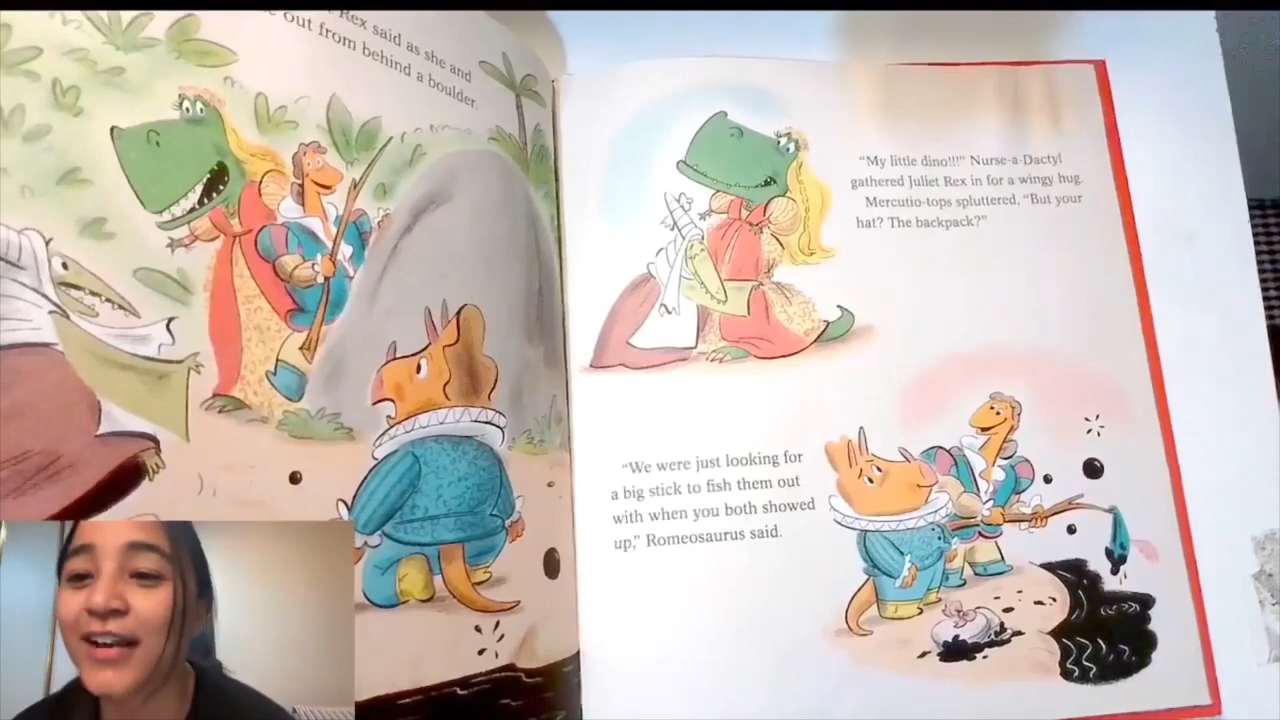 Rex said as she and
out from behind a boulder.
"My little dino!!!" Nurse-a-Dactyl
gathered Juliet Rex in for a wingy hug.
Mercutio-tops spluttered, "But your
hat? The backpack?"
"We were just looking for
a big stick to fish them out
with when you both showed
up," Romeosaurus said.